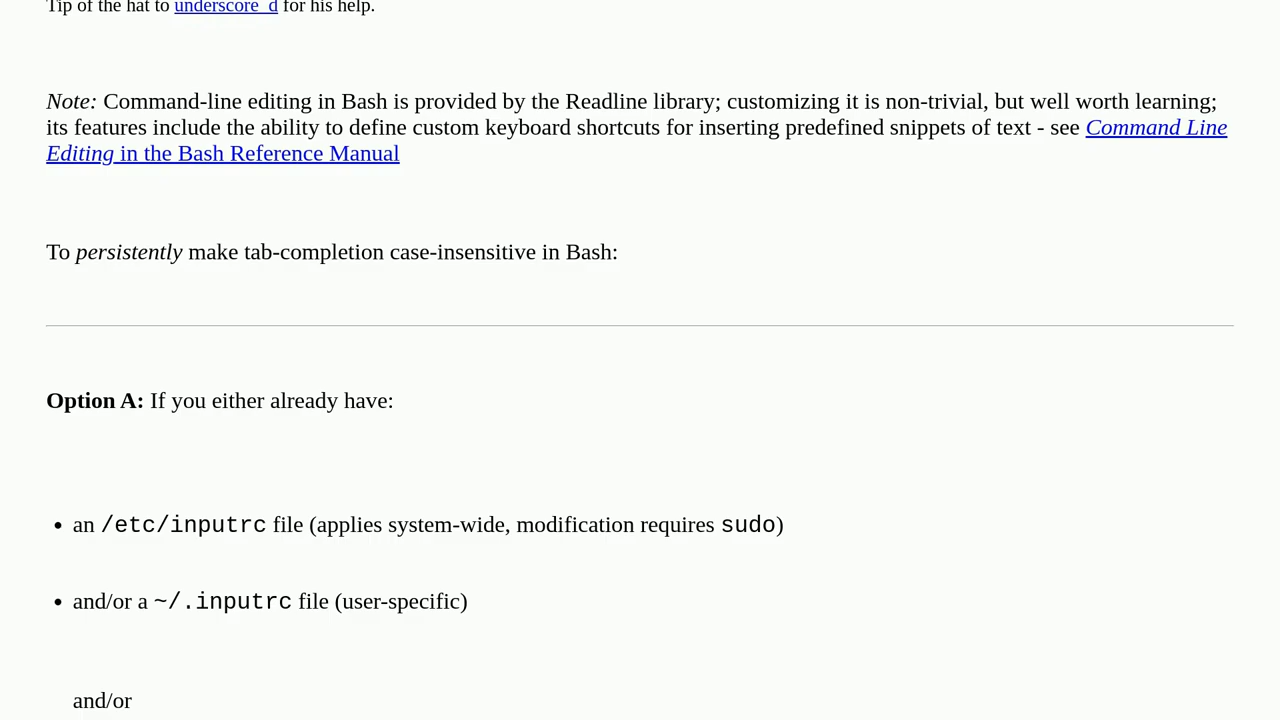 Tip of the hat to underscore_d for his help.
Note: Command-line editing in Bash is provided by the Readline library; customizing it is non-trivial, but well worth learning;
its features include the ability to define custom keyboard shortcuts for inserting predefined snippets of text - see Command Line
Editing in the Bash Reference Manual
To persistently make tab-completion case-insensitive in Bash:
Option A: If you either already have:
• an /etc/inputrc file (applies system-wide, modification requires sudo)
• and/or a ~/.inputrc file (user-specific)
and/or